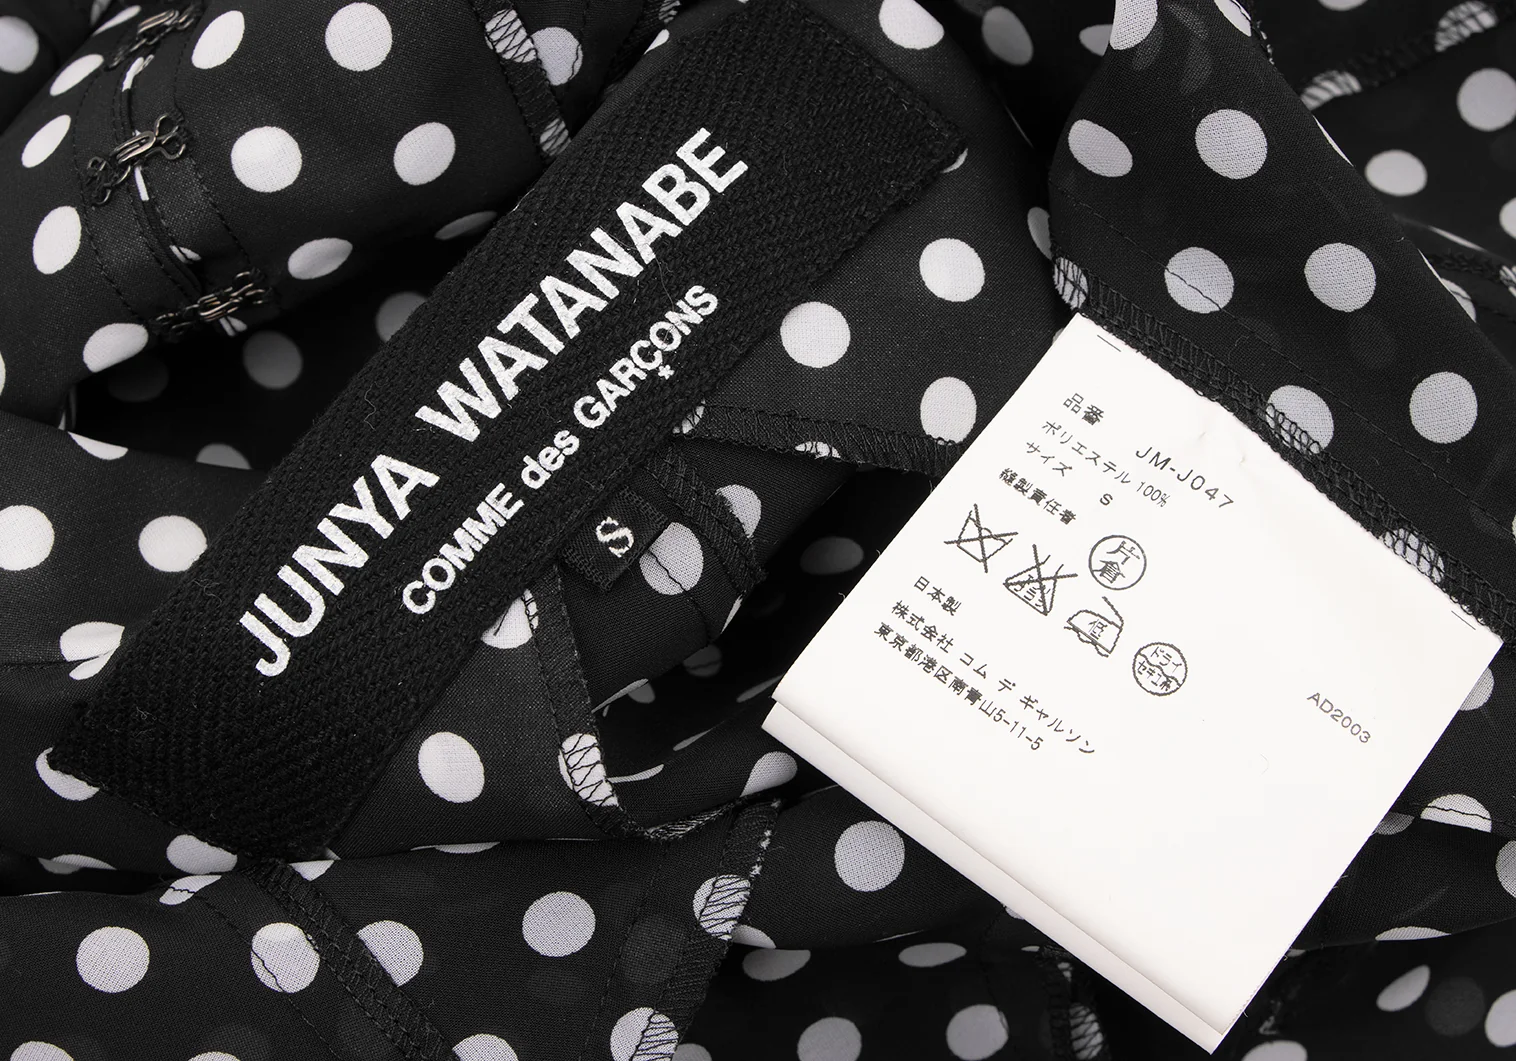 JUNYA WATANABE
COMME des GARÇONS
S
品番 JM-J047
ポリエステル 100%
サイズ S
縫製責任者
片倉
低
ドライ
セキユ系
日本製
株式会社 コム デ ギャルソン
東京都港区南青山5-11-5
AD2003